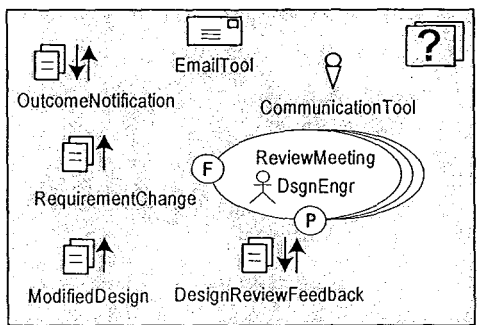 ?
EmailTool
OutcomeNotification
CommunicationTool
ReviewMeeting
F
DsgnEngr
RequirementChange
P
ModifiedDesign
DesignReviewFeedback